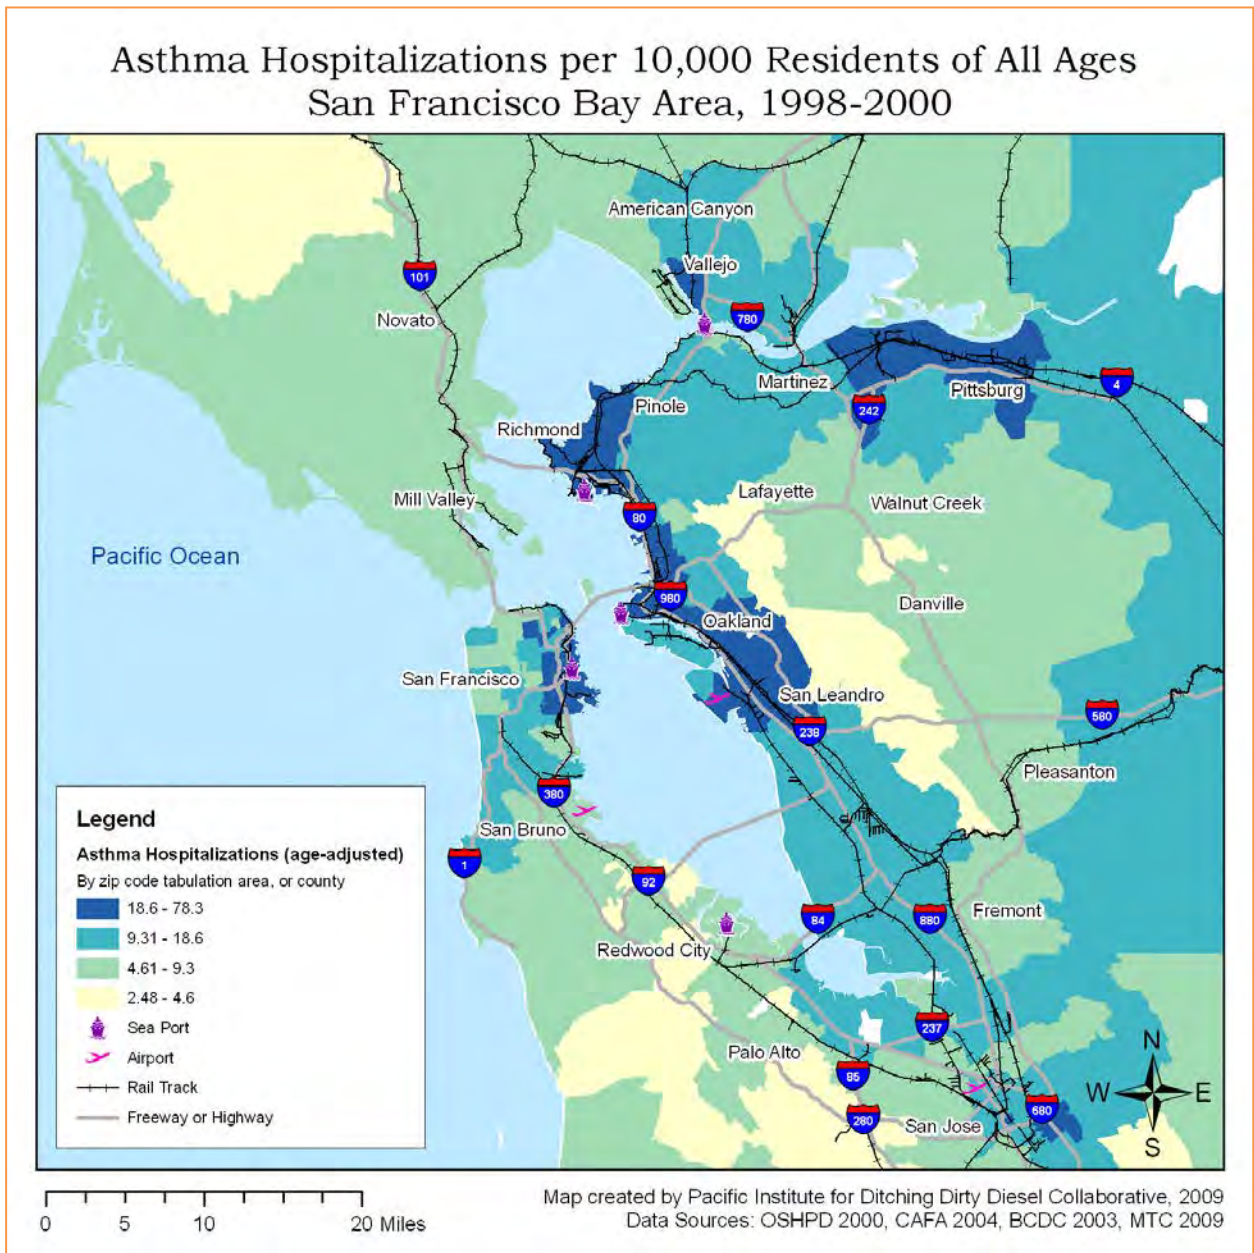 Asthma Hospitalizations per 10,000 Residents of All Ages
San Francisco Bay Area, 1998-2000
American Canyon
Vallejo
101
780
Novato
Martinez
Pittsburg
4
242
Pinole
Richmond
Mill Valley
Lafayette
Walnut Creek
80
Pacific Ocean
980
Danville
Oakland
San Francisco
San Leandro
580
238
Pleasanton
380
San Bruno
1
92
84
880
Fremont
Redwood City
237
Palo Alto
85
280
San Jose
680
N
W
E
S
Legend
Asthma Hospitalizations (age-adjusted)
By zip code tabulation area, or county
18.6 - 78.3
9.31 - 18.6
4.61 - 9.3
2.48 - 4.6
Sea Port
Airport
Rail Track
Freeway or Highway
0 5 10 20 Miles
Map created by Pacific Institute for Ditching Dirty Diesel Collaborative, 2009
Data Sources: OSHPD 2000, CAFA 2004, BCDC 2003, MTC 2009